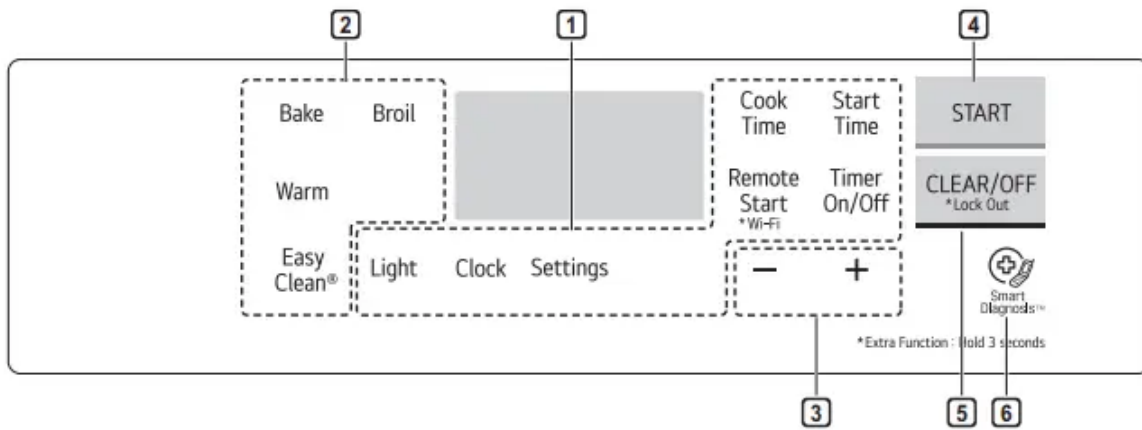 2
1
4
Bake
Broil
Cook
Time
Start
Time
START
Warm
Remote
Start
*Wi-Fi
Timer
On/Off
CLEAR/OFF
*Lock Out
Easy
Clean®
Light
Clock
Settings
−
+
Smart
Diagnosis™
*Extra Function : Hold 3 seconds
3
5
6